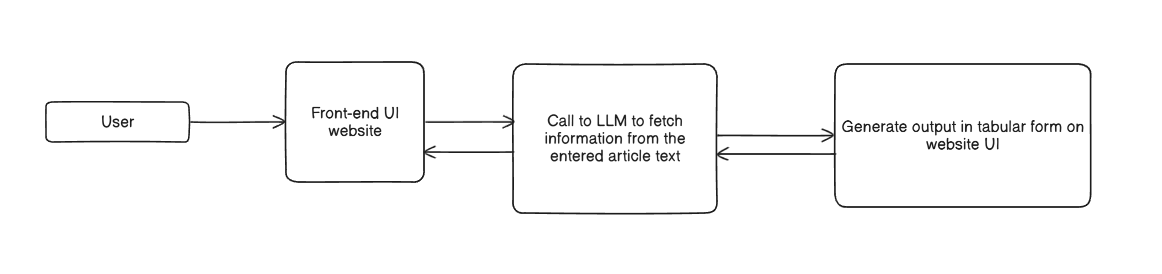 User
Front-end UI
website
Call to LLM to fetch
information from the
entered article text
Generate output in tabular form on
website UI